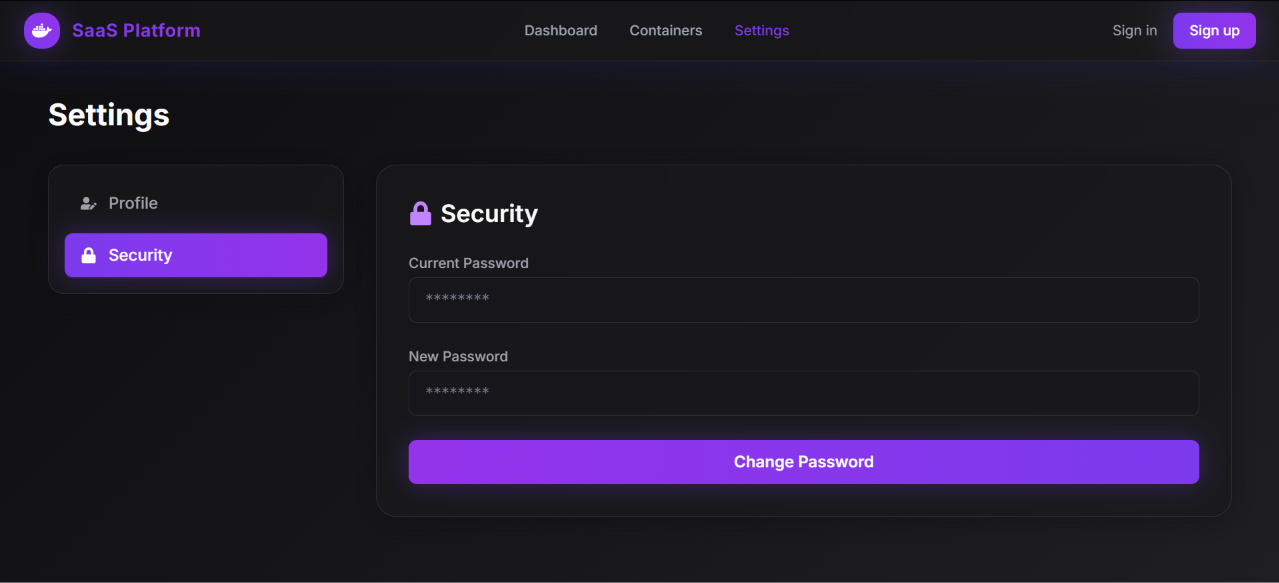 SaaS Platform
Dashboard Containers Settings
Sign in Sign up
Settings
Profile
Security
Security
Current Password
********
New Password
********
Change Password